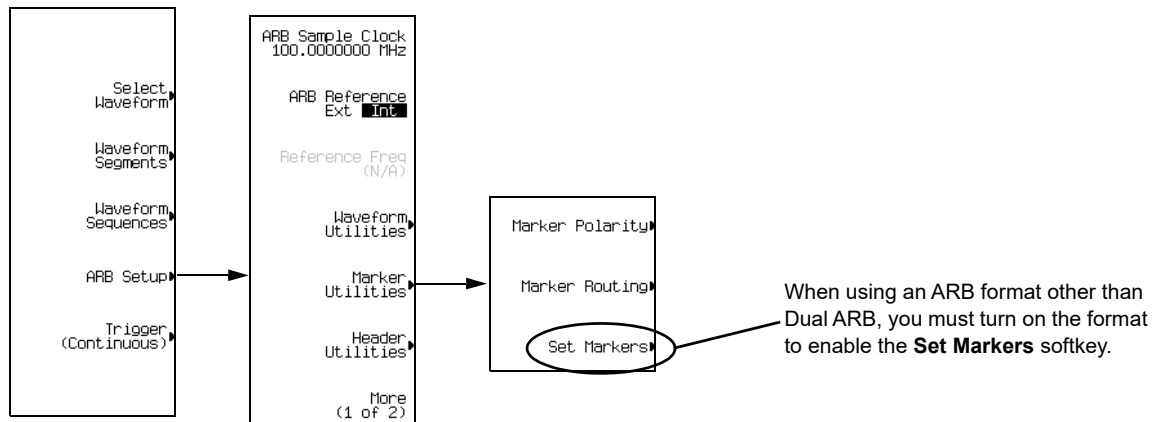 Select
Waveform
Waveform
Segments
Waveform
Sequences
ARB Setup
Trigger
(Continuous)
ARB Sample Clock
100.0000000 MHz
ARB Reference
Ext Int
Reference Freq
(N/A)
Waveform
Utilities
Marker
Utilities
Header
Utilities
More
(1 of 2)
Marker Polarity
Marker Routing
Set Markers
When using an ARB format other than
Dual ARB, you must turn on the format
to enable the Set Markers softkey.